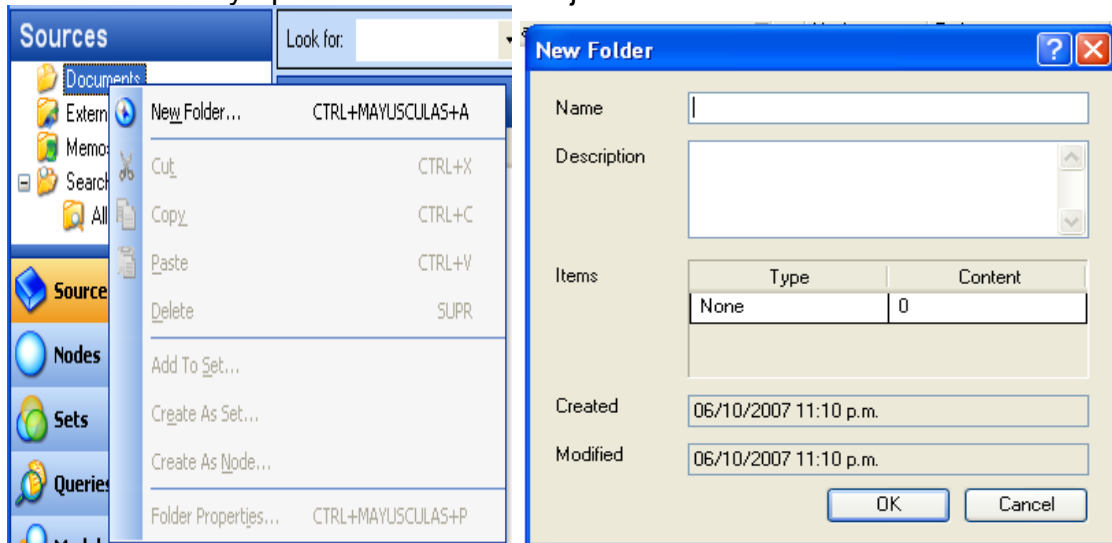 Sources
Look for:
Documents
Extern
Memo
Search
All
New Folder... CTRL+MAYUSCULAS+A
Cut CTRL+X
Copy CTRL+C
Paste CTRL+V
Delete SUPR
Add To Set...
Create As Set...
Create As Node...
Folder Properties... CTRL+MAYUSCULAS+P
Source
Nodes
Sets
Queries
New Folder
Name
Description
Items
Type Content
None 0
Created 06/10/2007 11:10 p.m.
Modified 06/10/2007 11:10 p.m.
OK Cancel